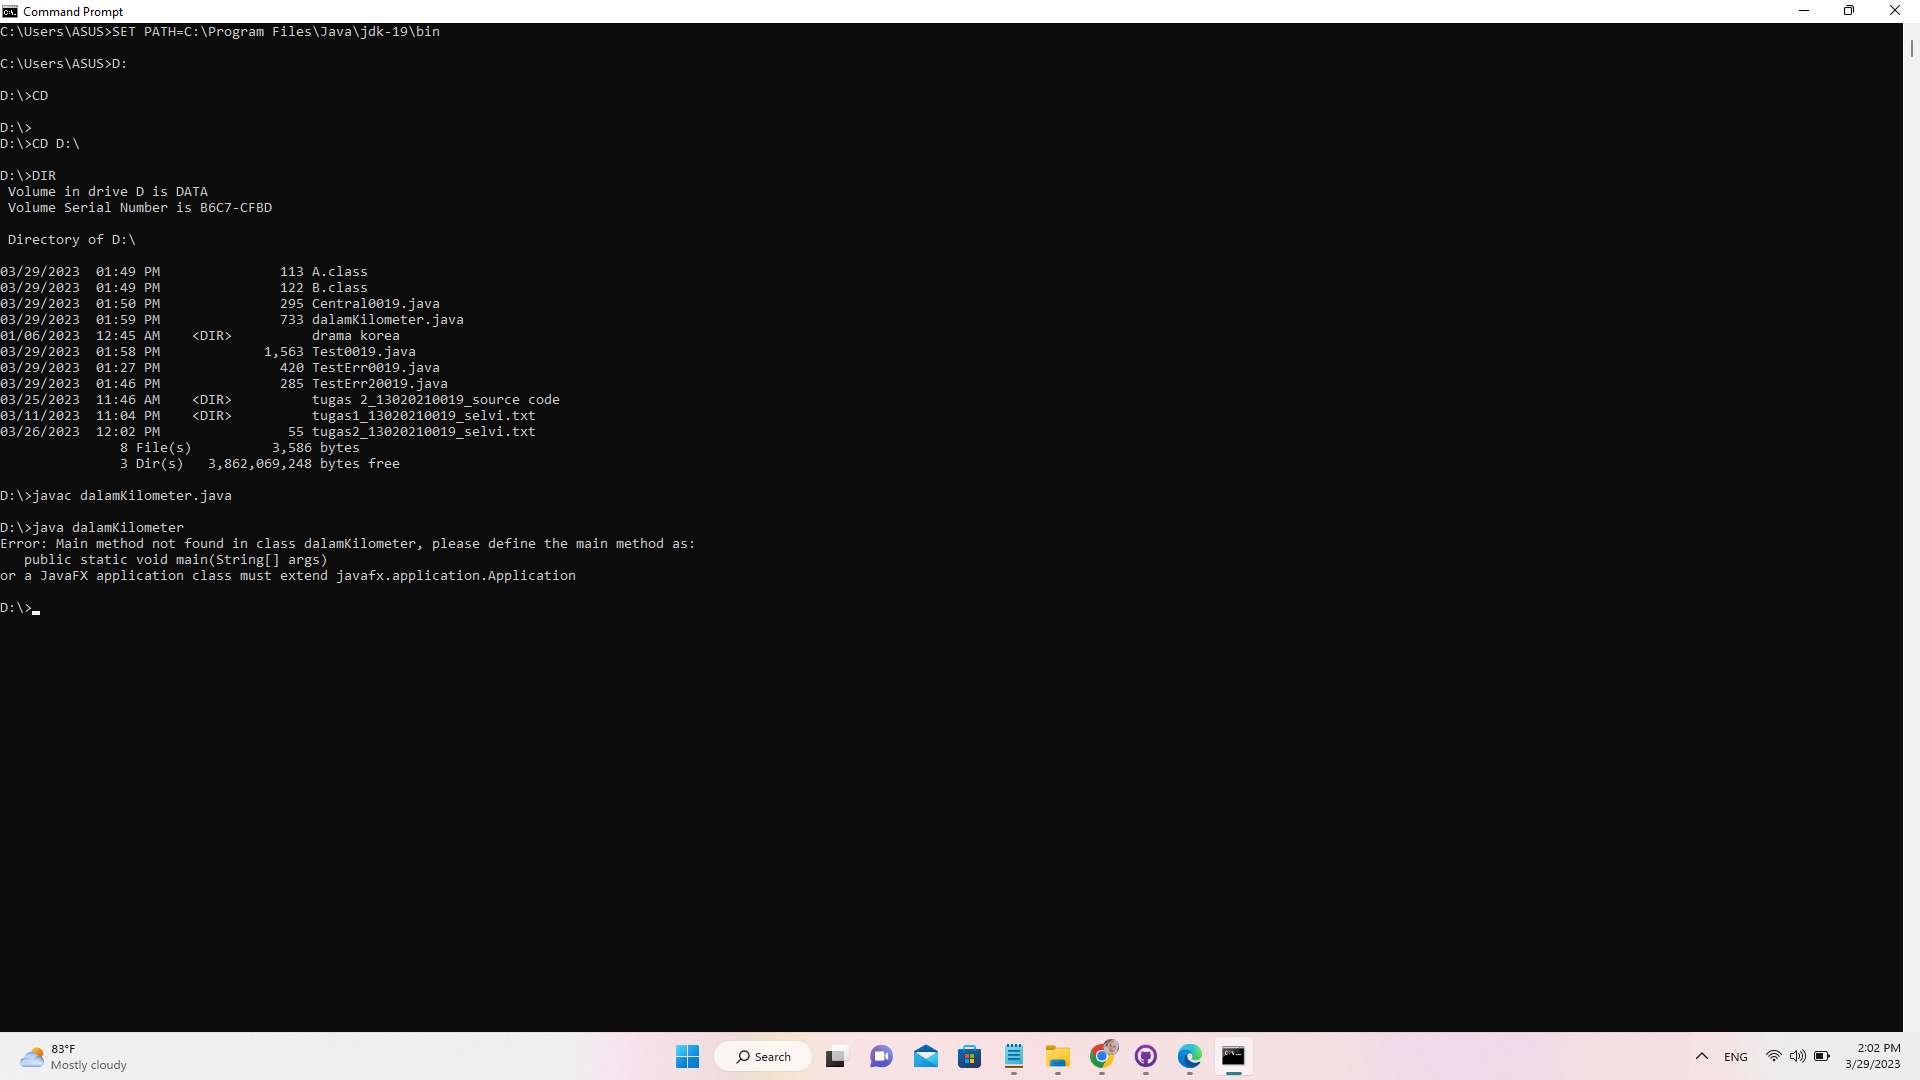 Command Prompt
C:\Users\ASUS>SET PATH=C:\Program Files\Java\jdk-19\bin
C:\Users\ASUS>D:
D:\>CD
D:\>
D:\>CD D:\
D:\>DIR
 Volume in drive D is DATA
 Volume Serial Number is B6C7-CFBD
 Directory of D:\
03/29/2023  01:49 PM               113 A.class
03/29/2023  01:49 PM               122 B.class
03/29/2023  01:50 PM               295 Central0019.java
03/29/2023  01:59 PM               733 dalamKilometer.java
01/06/2023  12:45 AM    <DIR>          drama korea
03/29/2023  01:58 PM             1,563 Test0019.java
03/29/2023  01:27 PM               420 TestErr0019.java
03/29/2023  01:46 PM               285 TestErr20019.java
03/25/2023  11:46 AM    <DIR>          tugas 2_13020210019_source code
03/11/2023  11:04 PM    <DIR>          tugas1_13020210019_selvi.txt
03/26/2023  12:02 PM                55 tugas2_13020210019_selvi.txt
               8 File(s)          3,586 bytes
               3 Dir(s)   3,862,069,248 bytes free
D:\>javac dalamKilometer.java
D:\>java dalamKilometer
Error: Main method not found in class dalamKilometer, please define the main method as:
   public static void main(String[] args)
or a JavaFX application class must extend javafx.application.Application
D:\>
83°F
Mostly cloudy
Search
ENG
2:02 PM
3/29/2023